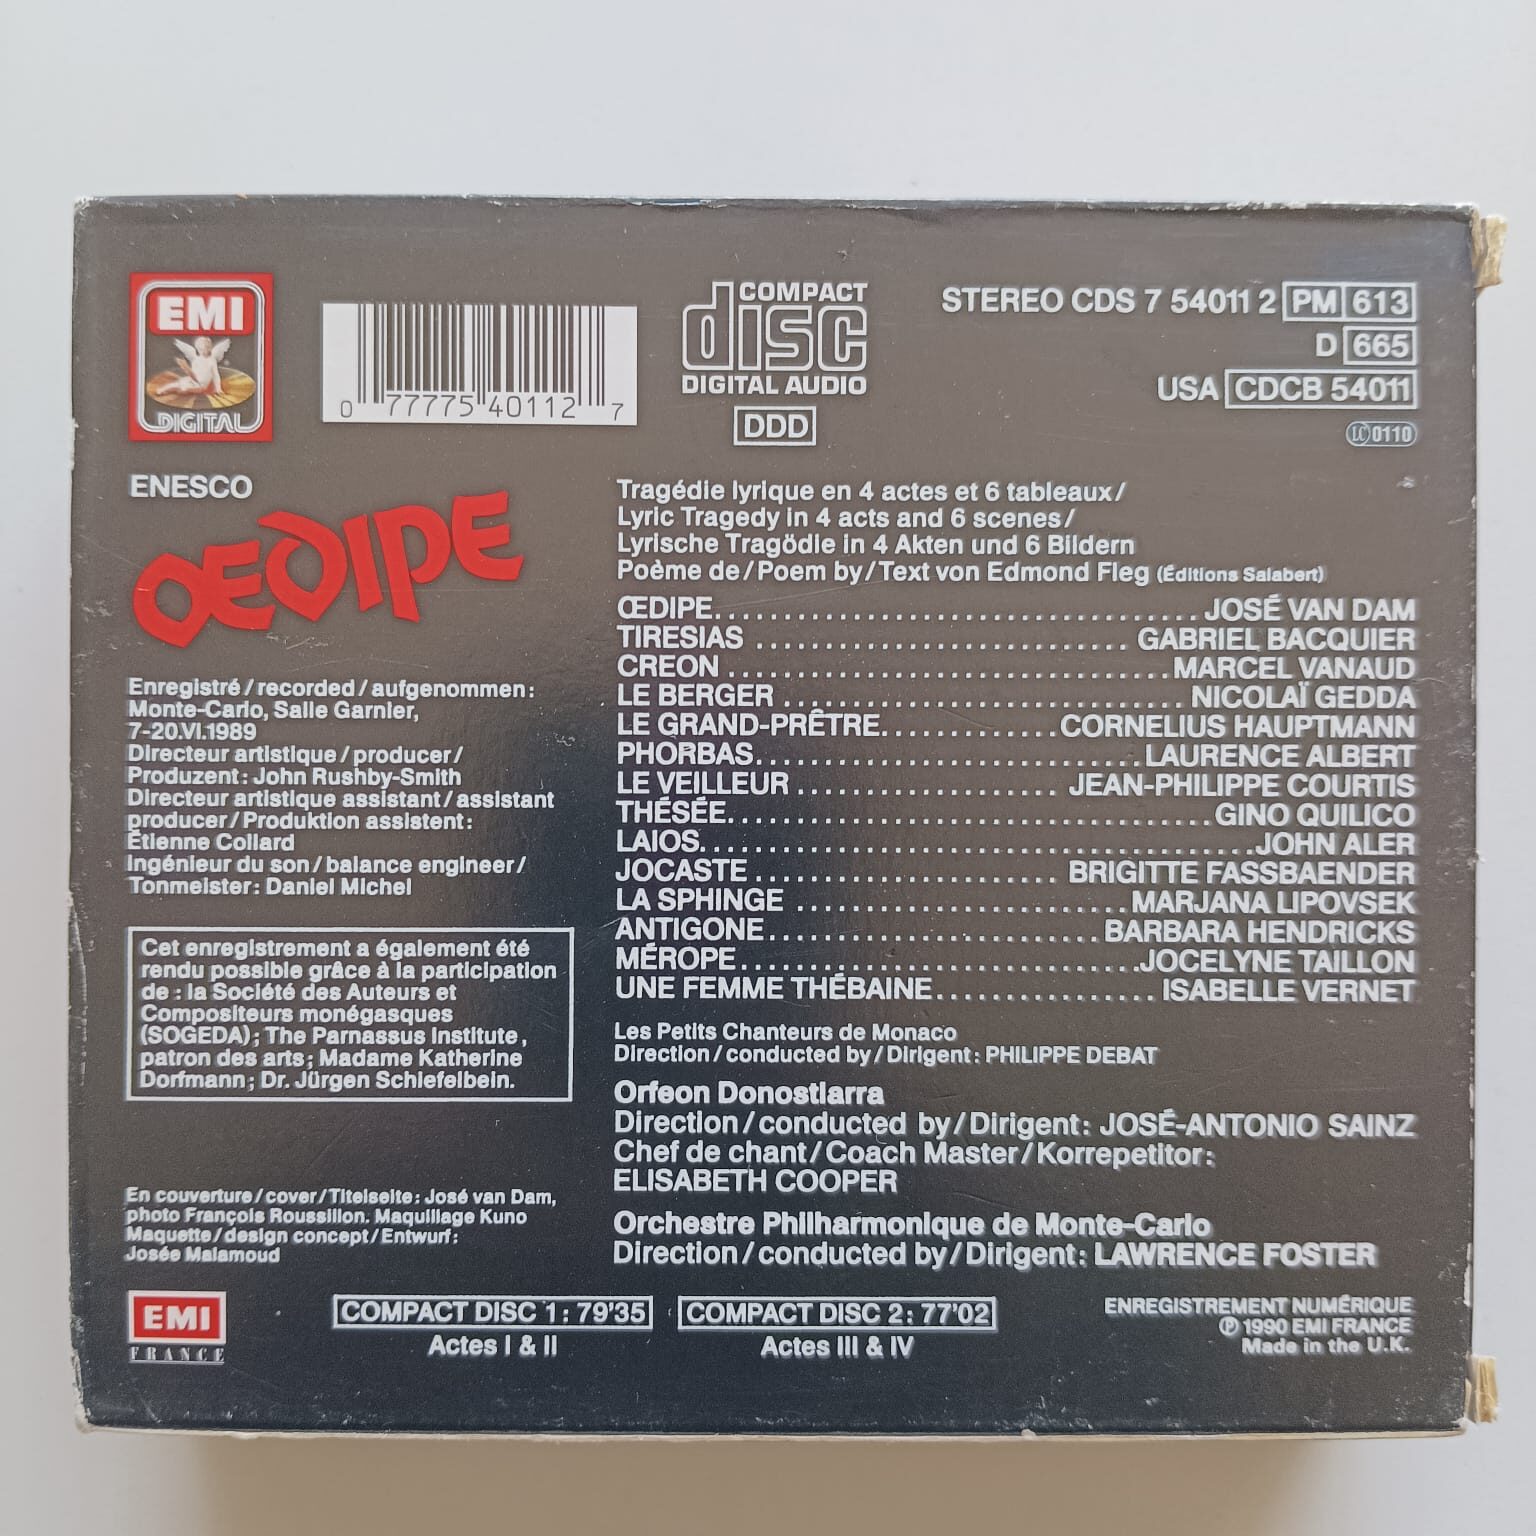 EMI
DIGITAL
0 77775 40112 7
COMPACT
disc
DIGITAL AUDIO
DDD
STEREO CDS 7 54011 2 PM 613
D 665
USA CDCB 54011
LC 0110
ENESCO
OEDIPE
Enregistré / recorded / aufgenommen:
Monte-Carlo, Salle Garnier,
7-20.VI.1989
Directeur artistique / producer /
Produzent: John Rushby-Smith
Directeur artistique assistant / assistant
producer / Produktion assistent:
Étienne Collard
Ingénieur du son / balance engineer /
Tonmeister: Daniel Michel
Cet enregistrement a également été
rendu possible grâce à la participation
de : la Société des Auteurs et
Compositeurs monégasques
(SOGEDA); The Parnassus Institute,
patron des arts; Madame Katherine
Dorfmann; Dr. Jürgen Schiefelbein.
En couverture / cover / Titelseite: José van Dam,
photo François Roussillon. Maquillage Kuno
Maquette / design concept / Entwurf:
Josée Malamoud
Tragédie lyrique en 4 actes et 6 tableaux /
Lyric Tragedy in 4 acts and 6 scenes /
Lyrische Tragödie in 4 Akten und 6 Bildern
Poème de / Poem by / Text von Edmond Fleg (Éditions Salabert)
ŒDIPE.................................. JOSÉ VAN DAM
TIRESIAS ............................ GABRIEL BACQUIER
CREON ................................ MARCEL VANAUD
LE BERGER ............................ NICOLAÏ GEDDA
LE GRAND-PRÊTRE............. CORNELIUS HAUPTMANN
PHORBAS............................ LAURENCE ALBERT
LE VEILLEUR ................... JEAN-PHILIPPE COURTIS
THÉSÉE................................... GINO QUILICO
LAIOS........................................ JOHN ALER
JOCASTE ....................... BRIGITTE FASSBAENDER
LA SPHINGE ........................ MARJANA LIPOVSEK
ANTIGONE........................ BARBARA HENDRICKS
MÉROPE............................. JOCELYNE TAILLON
UNE FEMME THÉBAINE................ ISABELLE VERNET
Les Petits Chanteurs de Monaco
Direction / conducted by / Dirigent: PHILIPPE DEBAT
Orfeon Donostiarra
Direction / conducted by / Dirigent: JOSÉ-ANTONIO SAINZ
Chef de chant / Coach Master / Korrepetitor:
ELISABETH COOPER
Orchestre Philharmonique de Monte-Carlo
Direction / conducted by / Dirigent: LAWRENCE FOSTER
EMI
FRANCE
COMPACT DISC 1: 79'35
Actes I & II
COMPACT DISC 2: 77'02
Actes III & IV
ENREGISTREMENT NUMÉRIQUE
℗ 1990 EMI FRANCE
Made in the U.K.